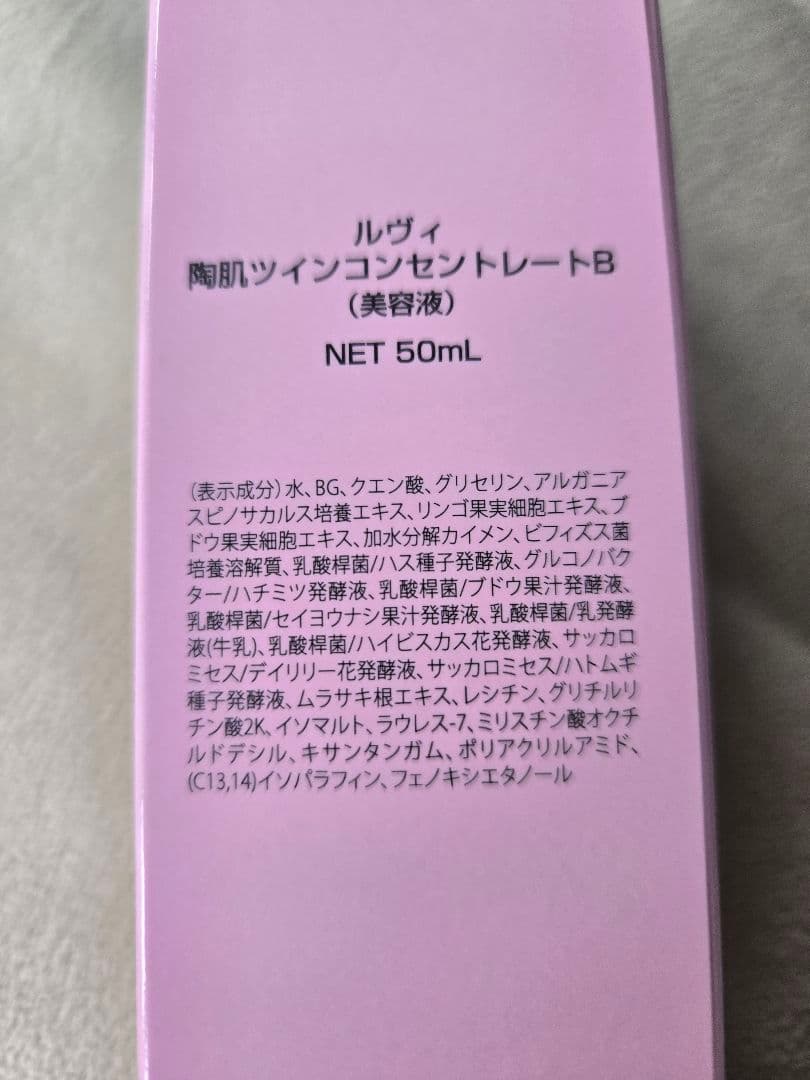 ルヴィ
陶肌ツインコンセントレートB
（美容液）
NET 50mL
（表示成分）水、BG、クエン酸、グリセリン、アルガニア
スピノサカルス培養エキス、リンゴ果実細胞エキス、ブ
ドウ果実細胞エキス、加水分解カイメン、ビフィズス菌
培養溶解質、乳酸桿菌/ハス種子発酵液、グルコノバク
ター/ハチミツ発酵液、乳酸桿菌/ブドウ果汁発酵液、
乳酸桿菌/セイヨウナシ果汁発酵液、乳酸桿菌/乳発酵
液(牛乳)、乳酸桿菌/ハイビスカス花発酵液、サッカロ
ミセス/デイリリー花発酵液、サッカロミセス/ハトムギ
種子発酵液、ムラサキ根エキス、レシチン、グリチルリ
チン酸2K、イソマルト、ラウレス-7、ミリスチン酸オクチ
ルドデシル、キサンタンガム、ポリアクリルアミド、
(C13,14)イソパラフィン、フェノキシエタノール